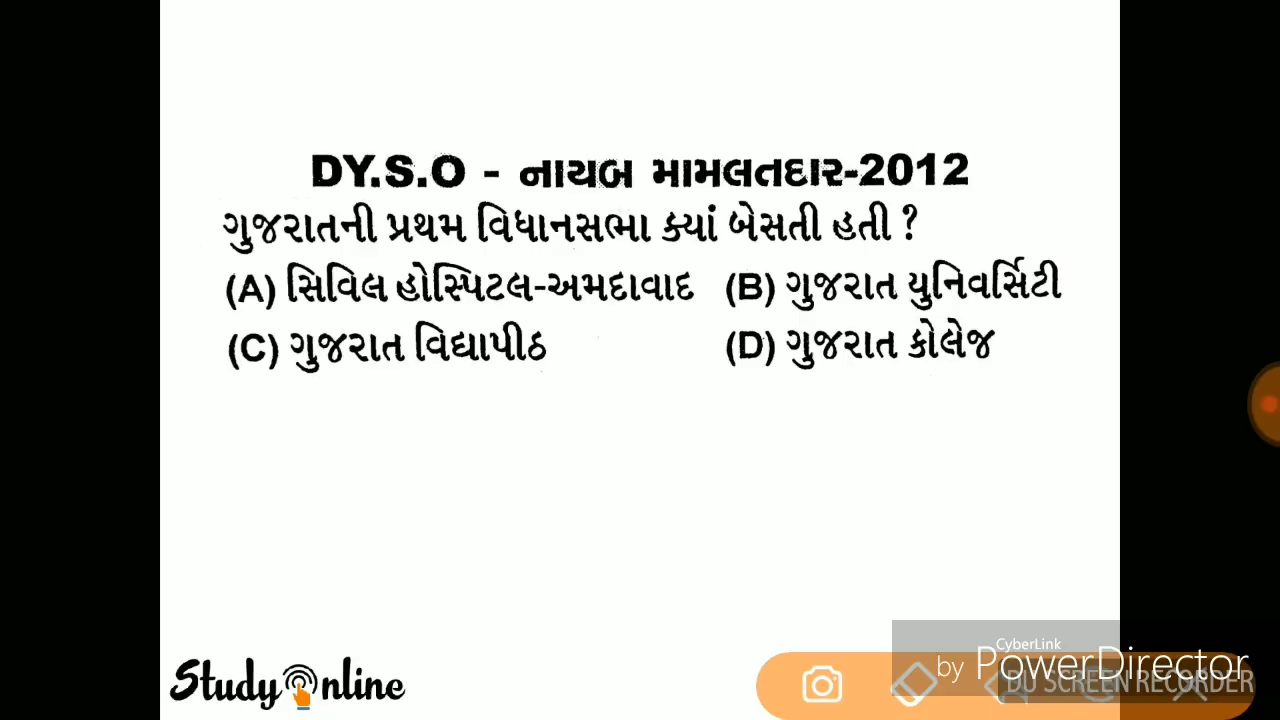 DY.S.O - નાયબ મામલતદાર-2012
ગુજરાતની પ્રથમ વિધાનસભા ક્યાં બેસતી હતી ?
(A) સિવિલ હોસ્પિટલ-અમદાવાદ (B) ગુજરાત યુનિવર્સિટી
(C) ગુજરાત વિદ્યાપીઠ (D) ગુજરાત કોલેજ
Study Online
CyberLink
by PowerDirector
DU SCREEN RECORDER